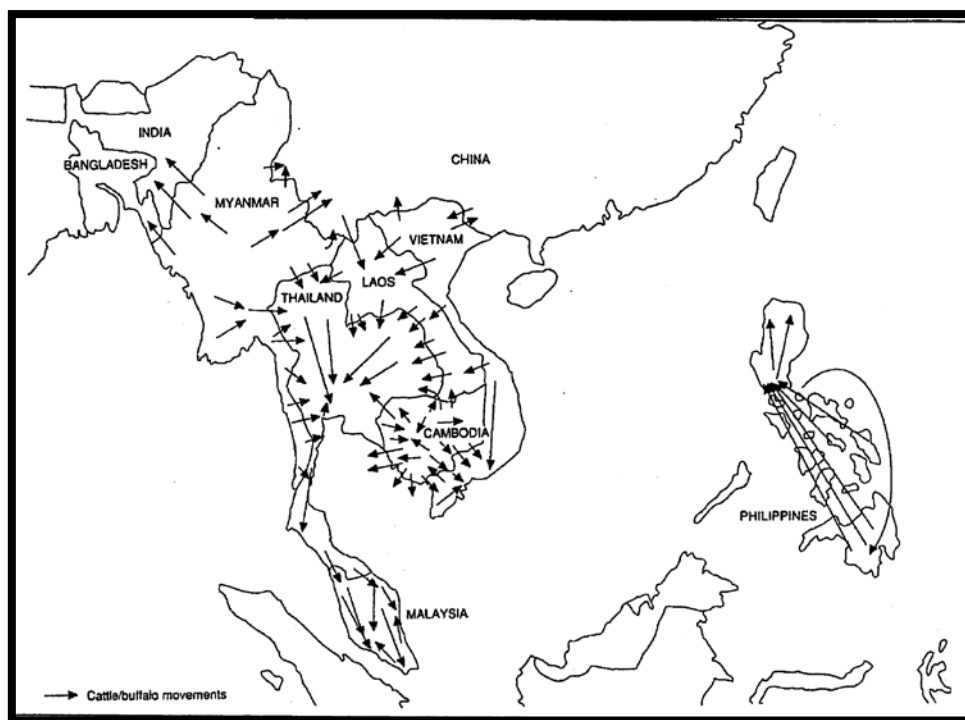 INDIA
BANGLADESH
CHINA
MYANMAR
VIETNAM
LAOS
THAILAND
CAMBODIA
PHILIPPINES
MALAYSIA
Cattle/buffalo movements